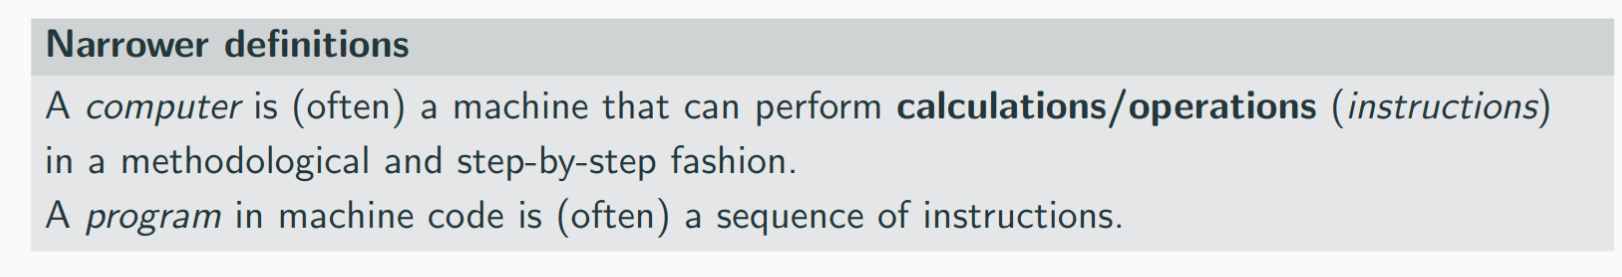 Narrower definitions
A computer is (often) a machine that can perform calculations/operations (instructions)
in a methodological and step-by-step fashion.
A program in machine code is (often) a sequence of instructions.